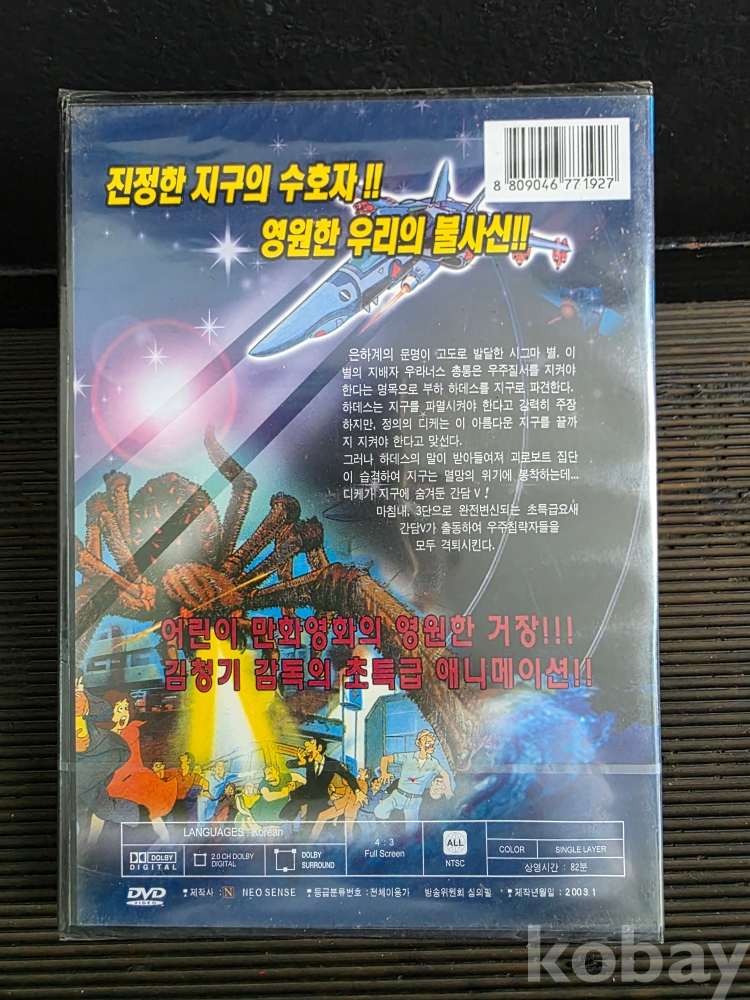 8 809046 771927
진정한 지구의 수호자 !!
영원한 우리의 불사신!!
은하계의 문명이 고도로 발달한 시그마 별, 이
별의 지배자 우라너스 총통은 우주질서를 지켜야
한다는 명목으로 부하 하데스를 지구로 파견한다.
하데스는 지구를 파멸시켜야 한다고 강력히 주장
하지만, 정의의 디케는 이 아름다운 지구를 끝까
지 지켜야 한다고 맞선다.
그러나 하데스의 말이 받아들여져 괴로보트 집단
이 습격하여 지구는 멸망의 위기에 봉착하는데...
디케가 지구에 숨겨둔 간담 V !
마침내, 3단으로 완전변신되는 초특급요새
간담V가 출동하여 우주침략자들을
모두 격퇴시킨다.
어린이 만화영화의 영원한 거장!!!
김청기 감독의 초특급 애니메이션!!
LANGUAGES : Korean
DOLBY DIGITAL
2.0 CH DOLBY DIGITAL
DOLBY SURROUND
4 : 3 Full Screen
ALL NTSC
COLOR SINGLE LAYER
상영시간 : 82분
DVD VIDEO
제작사 : N NEO SENSE 등급분류번호 : 전체이용가 방송위원회 심의필 제작년월일 : 2003.1
kobay